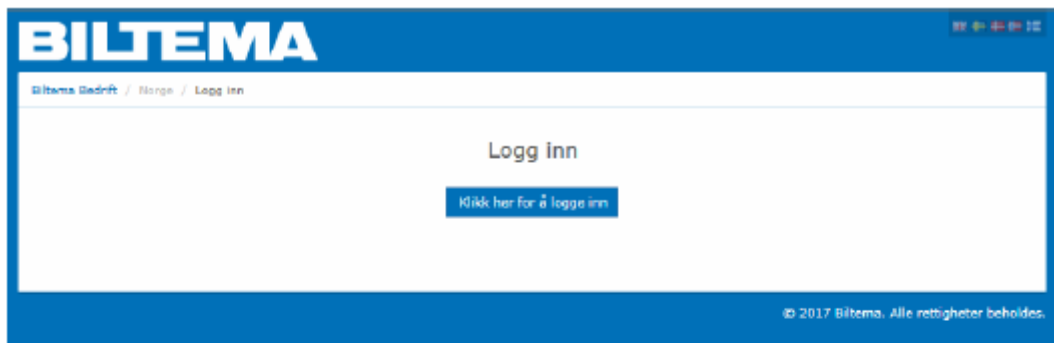 BILTEMA
Biltema Bedrift / Norge / Logg inn
Logg inn
Klikk her for å logge inn
© 2017 Biltema. Alle rettigheter beholdes.